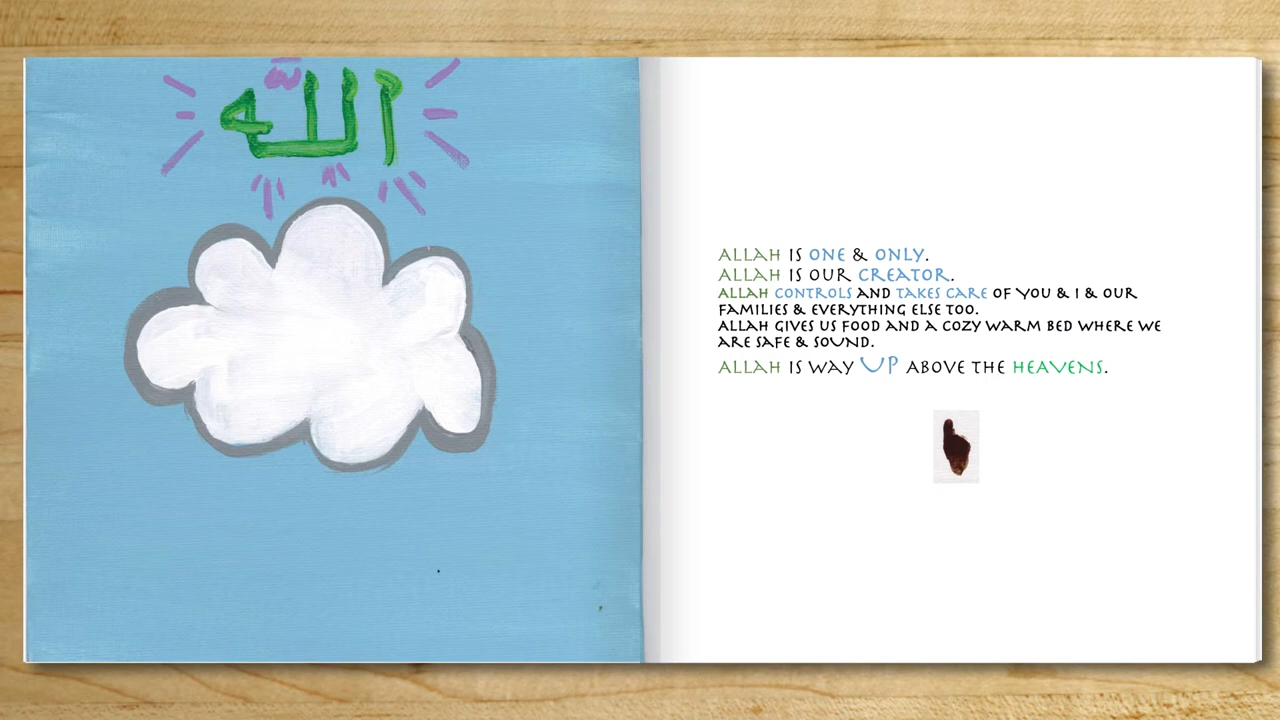 الله
ALLAH IS ONE & ONLY.
ALLAH IS OUR CREATOR.
ALLAH CONTROLS AND TAKES CARE OF YOU & I & OUR
FAMILIES & EVERYTHING ELSE TOO.
ALLAH GIVES US FOOD AND A COZY WARM BED WHERE WE
ARE SAFE & SOUND.
ALLAH IS WAY UP ABOVE THE HEAVENS.